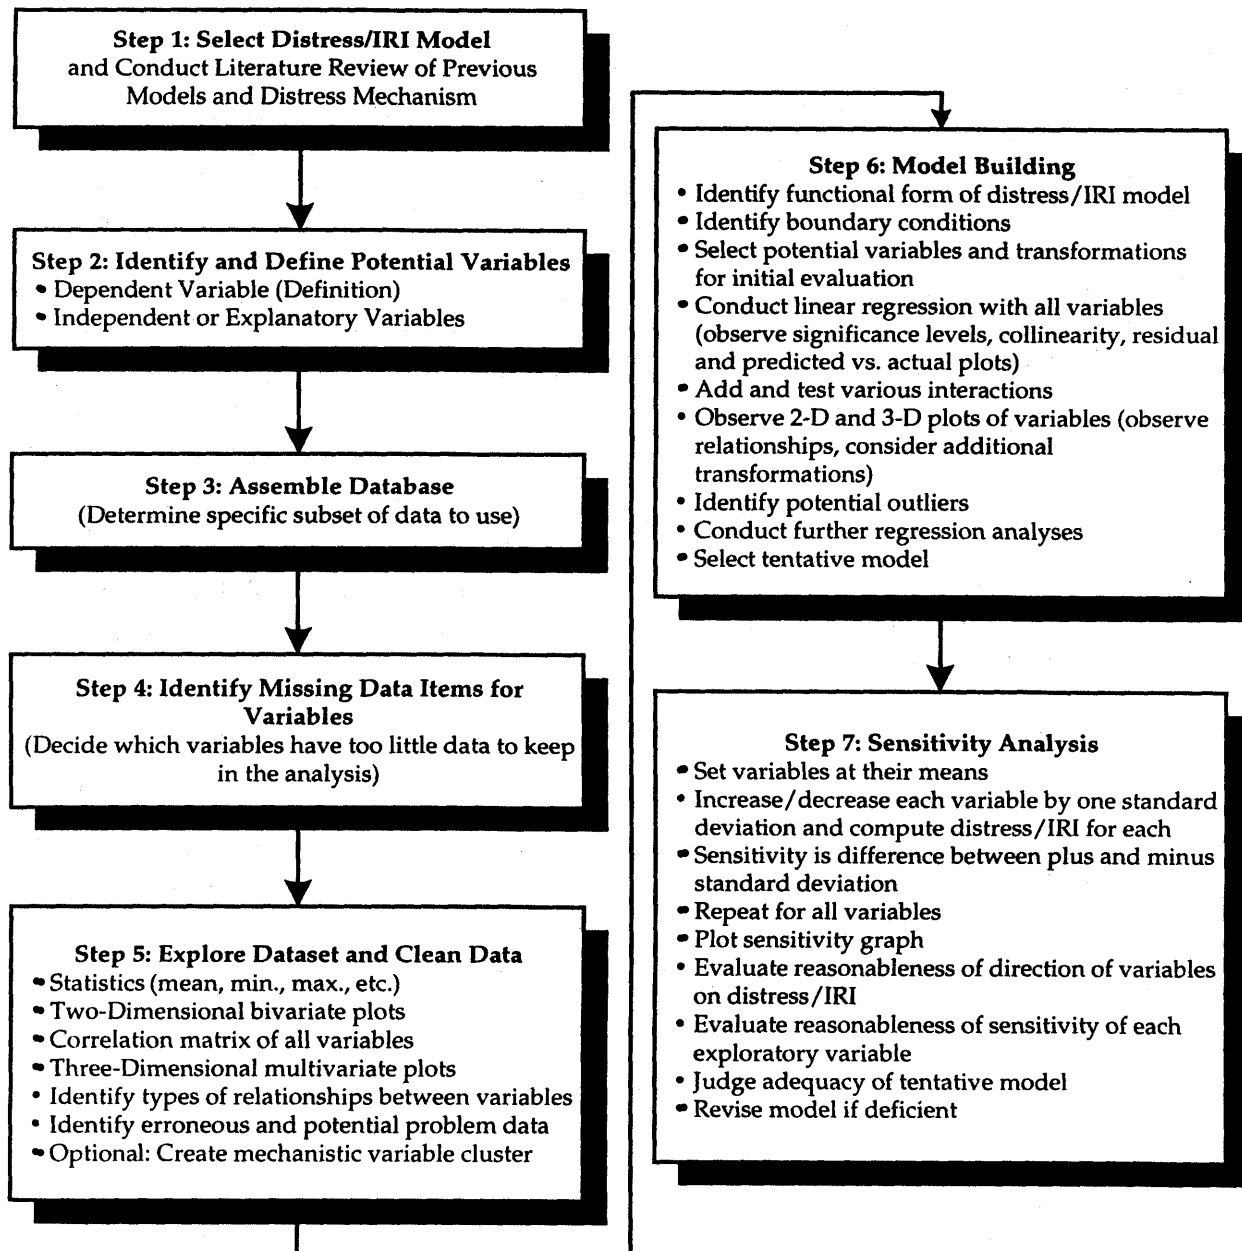 Step 1: Select Distress/IRI Model
and Conduct Literature Review of Previous
Models and Distress Mechanism
Step 2: Identify and Define Potential Variables
• Dependent Variable (Definition)
• Independent or Explanatory Variables
Step 3: Assemble Database
(Determine specific subset of data to use)
Step 4: Identify Missing Data Items for
Variables
(Decide which variables have too little data to keep
in the analysis)
Step 5: Explore Dataset and Clean Data
• Statistics (mean, min., max., etc.)
• Two-Dimensional bivariate plots
• Correlation matrix of all variables
• Three-Dimensional multivariate plots
• Identify types of relationships between variables
• Identify erroneous and potential problem data
• Optional: Create mechanistic variable cluster
Step 6: Model Building
• Identify functional form of distress/IRI model
• Identify boundary conditions
• Select potential variables and transformations
for initial evaluation
• Conduct linear regression with all variables
(observe significance levels, collinearity, residual
and predicted vs. actual plots)
• Add and test various interactions
• Observe 2-D and 3-D plots of variables (observe
relationships, consider additional
transformations)
• Identify potential outliers
• Conduct further regression analyses
• Select tentative model
Step 7: Sensitivity Analysis
• Set variables at their means
• Increase/decrease each variable by one standard
deviation and compute distress/IRI for each
• Sensitivity is difference between plus and minus
standard deviation
• Repeat for all variables
• Plot sensitivity graph
• Evaluate reasonableness of direction of variables
on distress/IRI
• Evaluate reasonableness of sensitivity of each
exploratory variable
• Judge adequacy of tentative model
• Revise model if deficient